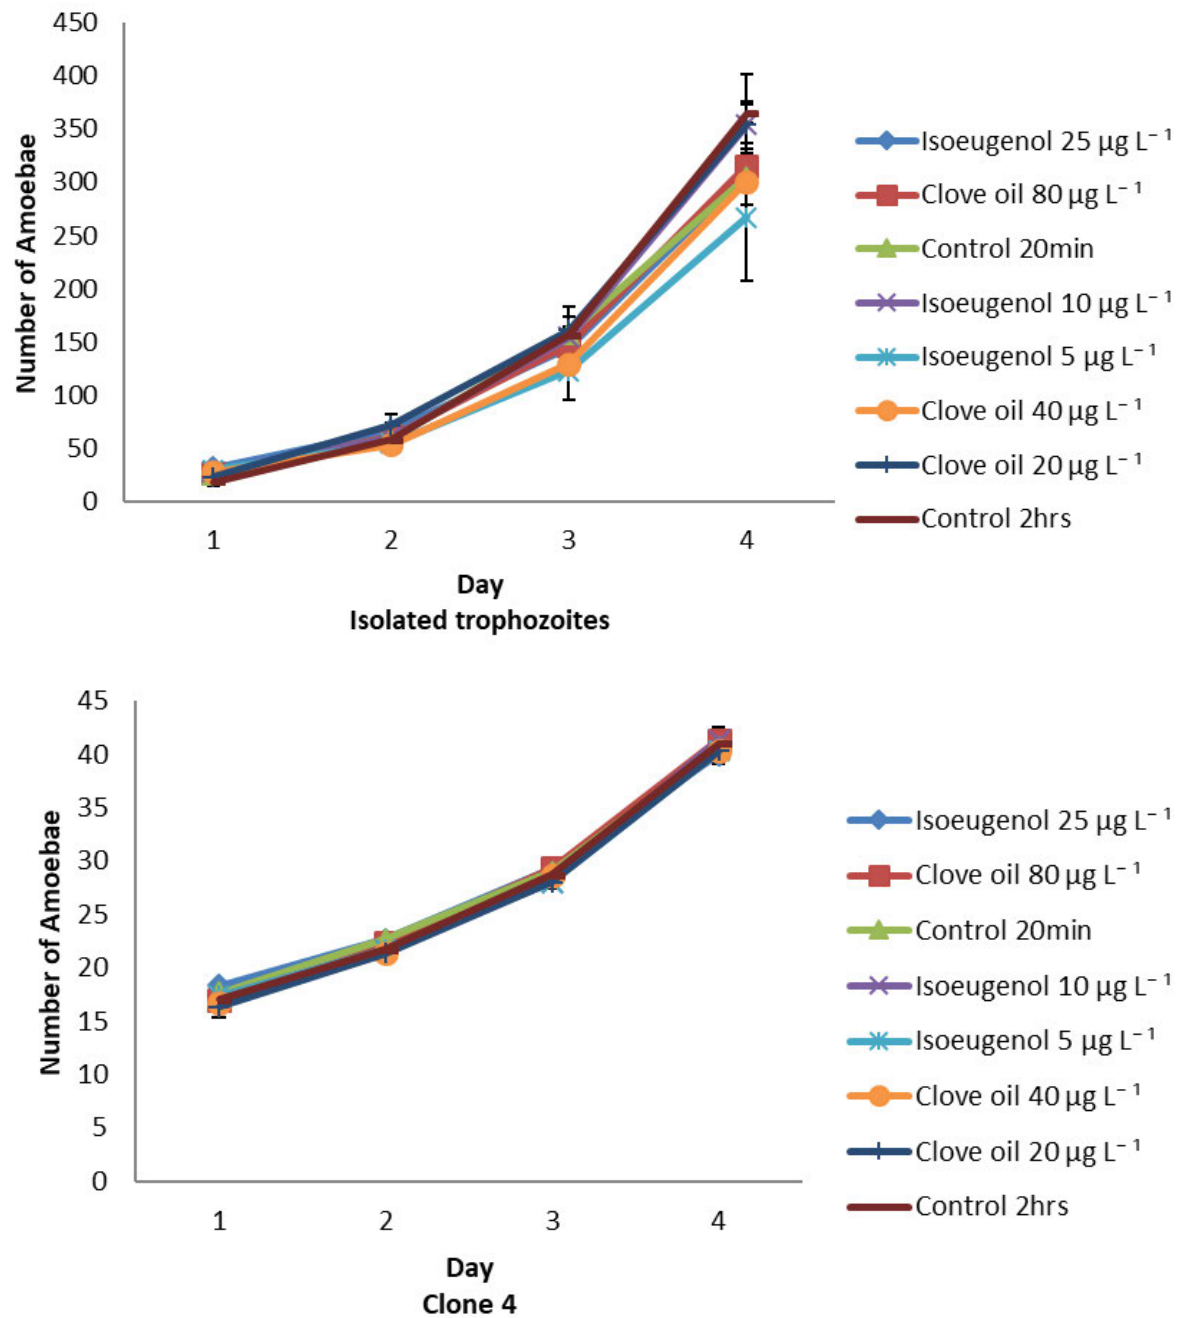 450
400
350
300
250
200
150
100
50
0
Number of Amoebae
1 2 3 4
Day
Isolated trophozoites
Isoeugenol 25 µg L⁻¹
Clove oil 80 µg L⁻¹
Control 20min
Isoeugenol 10 µg L⁻¹
Isoeugenol 5 µg L⁻¹
Clove oil 40 µg L⁻¹
Clove oil 20 µg L⁻¹
Control 2hrs
45
40
35
30
25
20
15
10
5
0
Number of Amoebae
1 2 3 4
Day
Clone 4
Isoeugenol 25 µg L⁻¹
Clove oil 80 µg L⁻¹
Control 20min
Isoeugenol 10 µg L⁻¹
Isoeugenol 5 µg L⁻¹
Clove oil 40 µg L⁻¹
Clove oil 20 µg L⁻¹
Control 2hrs